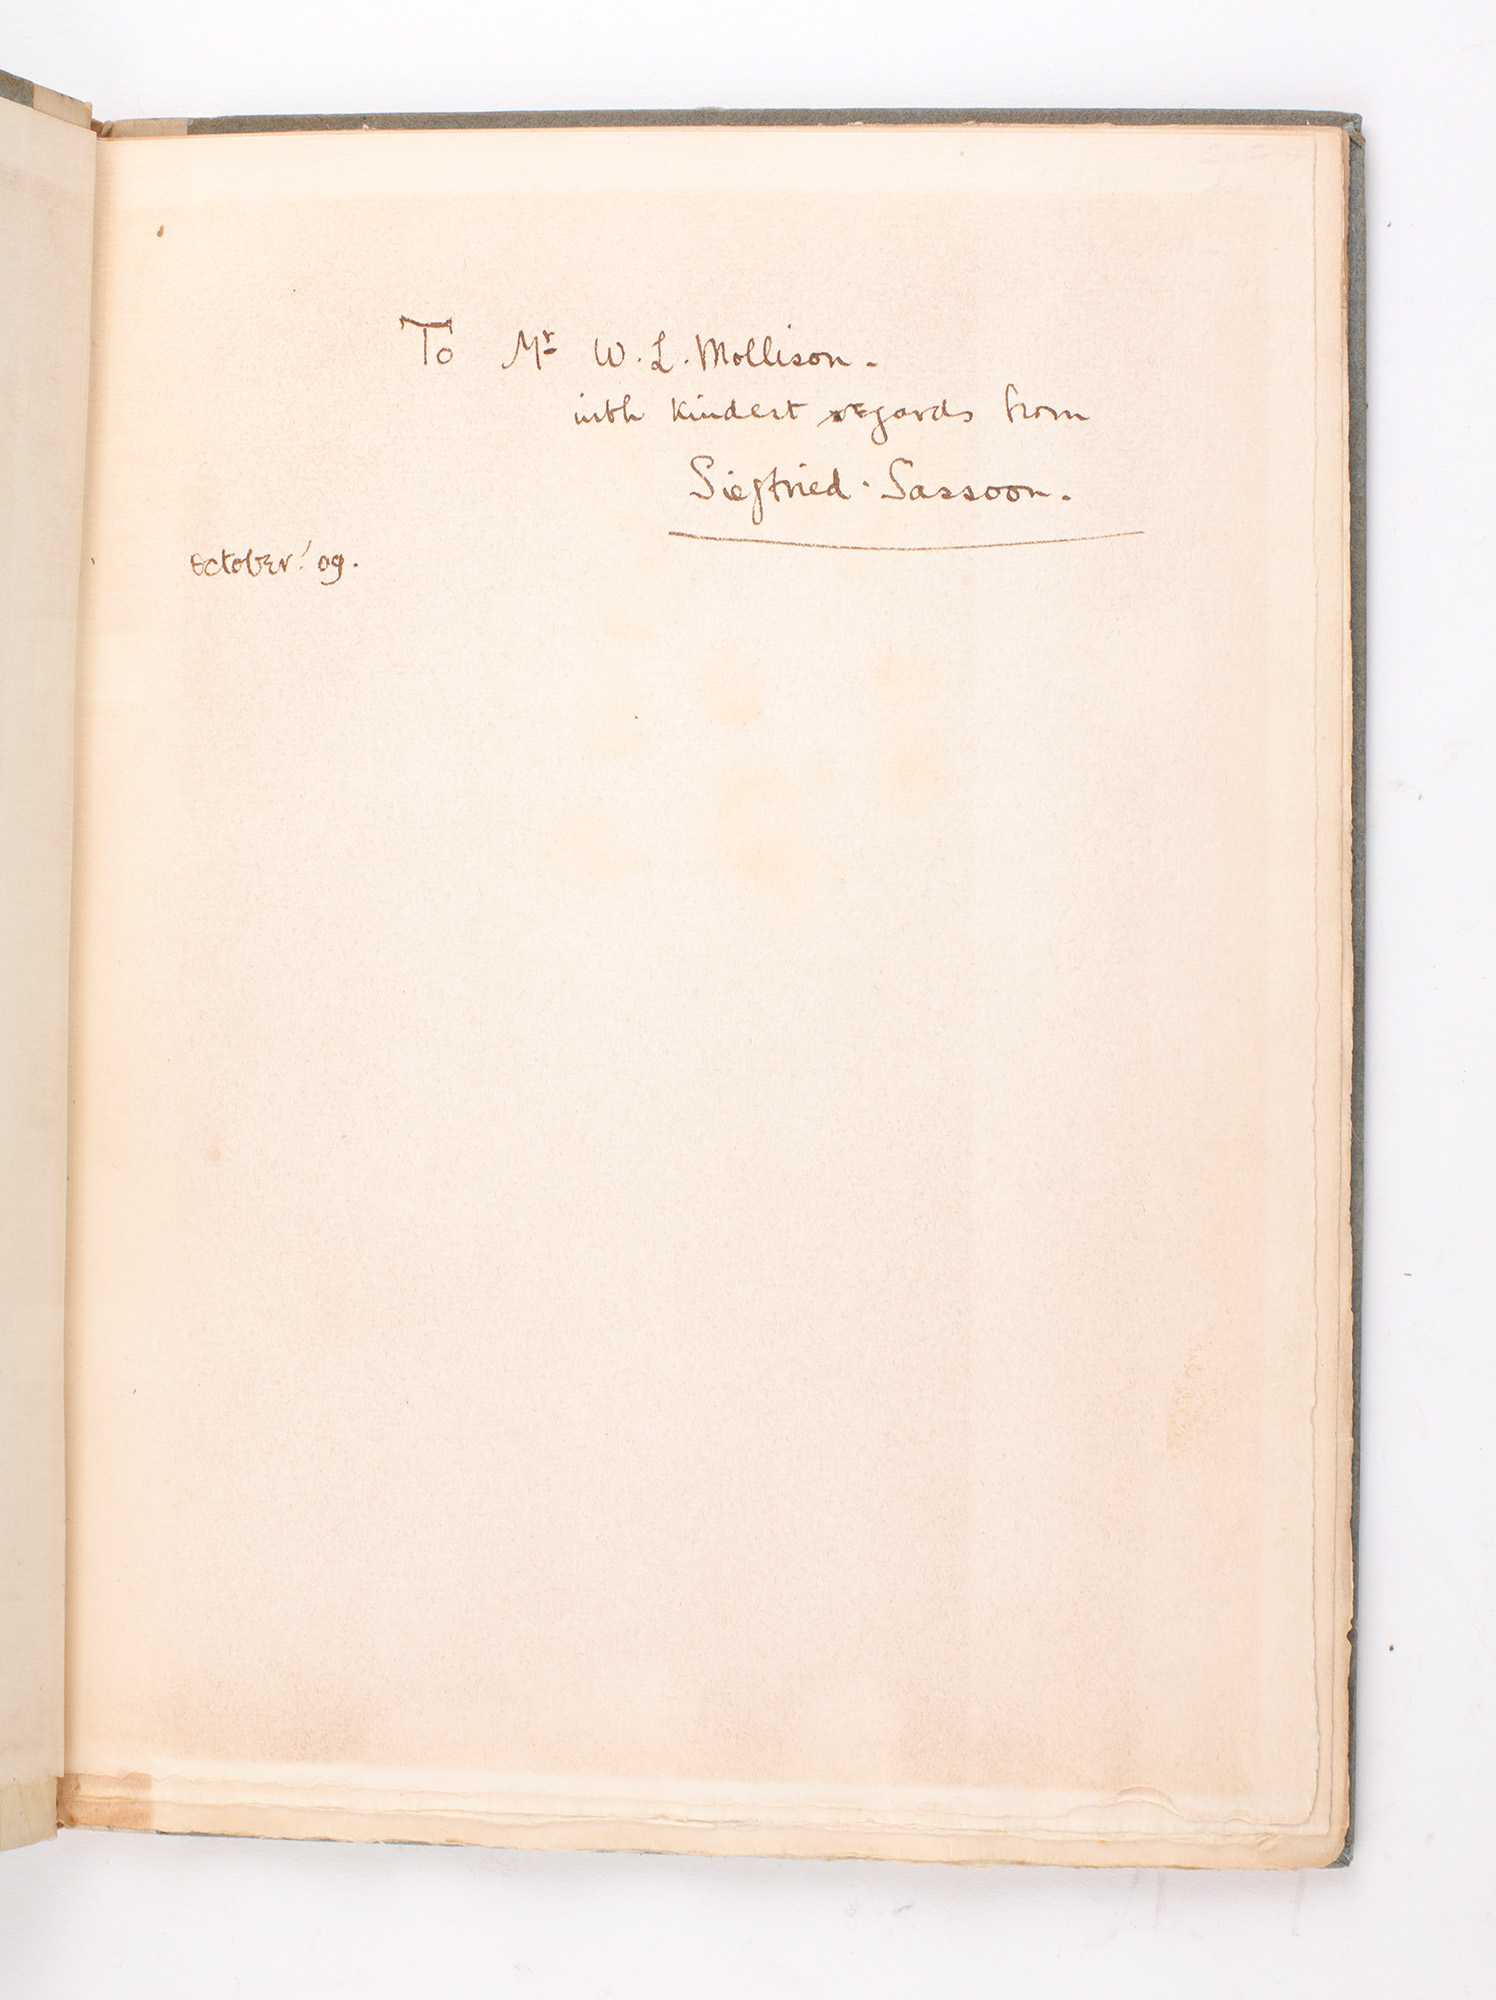 To Mr W. L. Mollison.
with kindest regards from
Siegfried. Sassoon.
October '09.